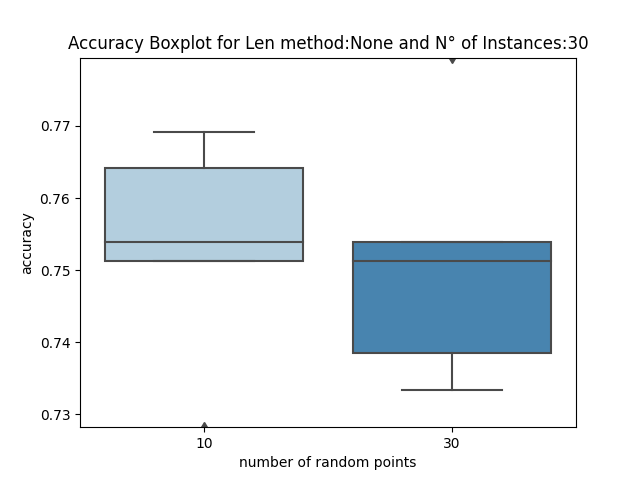 Accuracy Boxplot for Len method:None and N° of Instances:30
0.77
0.76
0.75
0.74
0.73
accuracy
10
30
number of random points